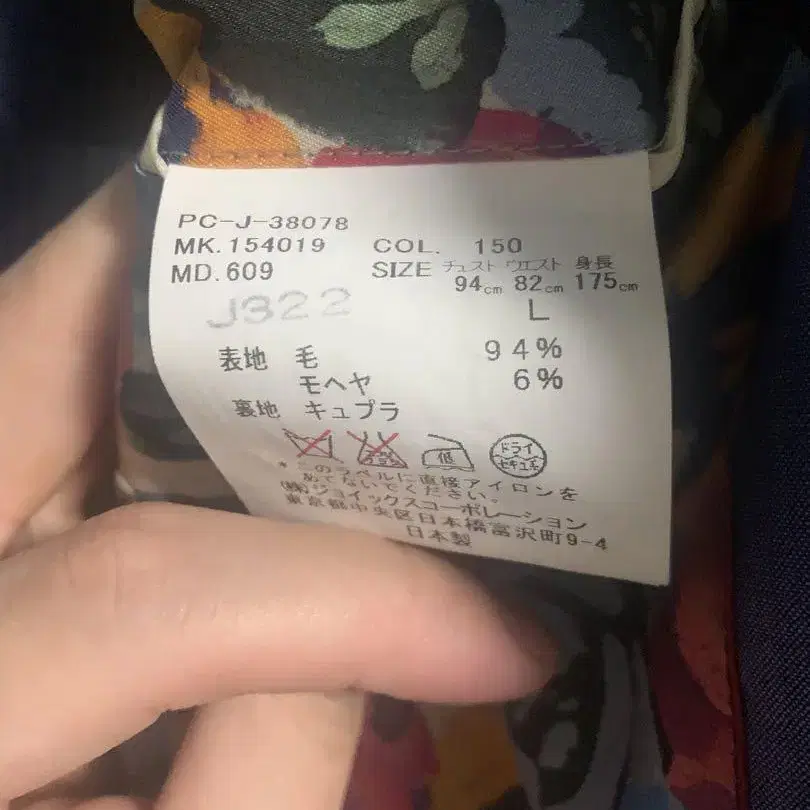 PC-J-38078
MK.154019 COL. 150
MD.609 SIZE チェスト ウエスト 身長
94cm 82cm 175cm
J322 L
表地 毛 94%
モヘヤ 6%
裏地 キュプラ
低 ドライ セキユ系
* このラベルに直接アイロンを
あてないでください。
(株)ジョイックスコーポレーション
東京都中央区日本橋富沢町9-4
日本製